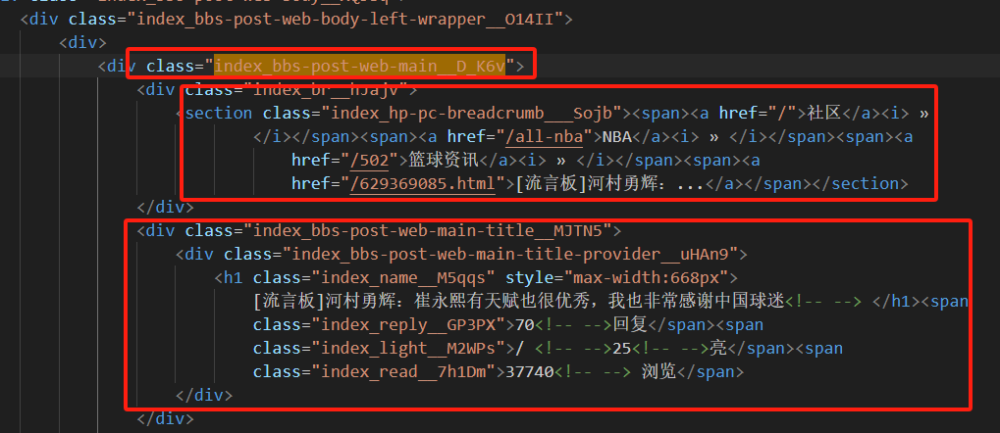 <div class="index_bbs-post-web-body-left-wrapper__O14II">
<div>
<div class="index_bbs-post-web-main__D_K6v">
<div class="index_br__hJajv">
<section class="index_hp-pc-breadcrumb___Sojb"><span><a href="/">社区</a><i> »
</i></span><span><a href="/all-nba">NBA</a><i> » </i></span><span><a
href="/502">篮球资讯</a><i> » </i></span><span><a
href="/629369085.html">[流言板]河村勇辉：...</a></span></section>
</div>
<div class="index_bbs-post-web-main-title__MJTN5">
<div class="index_bbs-post-web-main-title-provider__uHAn9">
<h1 class="index_name__M5qqs" style="max-width:668px">
[流言板]河村勇辉：崔永熙有天赋也很优秀，我也非常感谢中国球迷<!-- --> </h1><span
class="index_reply__GP3PX">70<!-- -->回复</span><span
class="index_light__M2WPs">/ <!-- -->25<!-- -->亮</span><span
class="index_read__7h1Dm">37740<!-- --> 浏览</span>
</div>
</div>